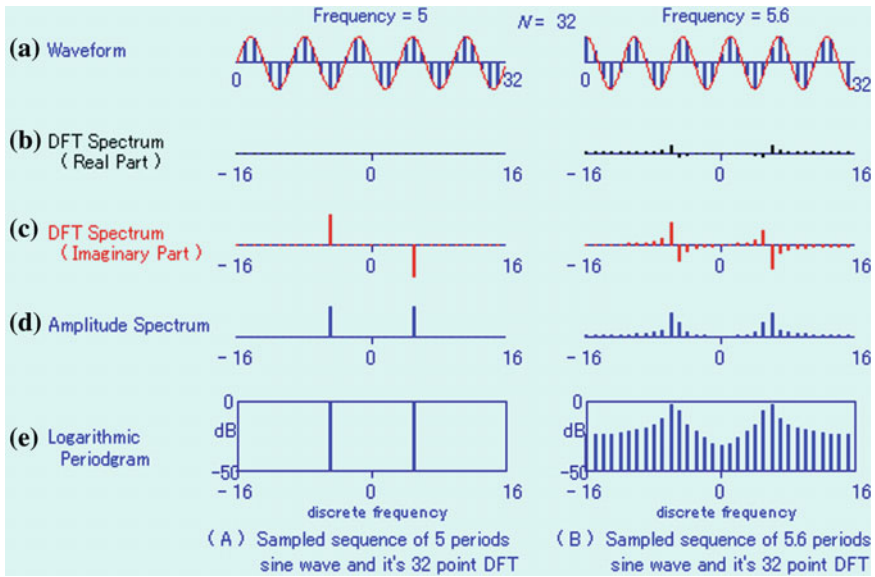 Frequency = 5 N = 32 Frequency = 5.6
(a) Waveform
0 32 0 32
(b) DFT Spectrum
(Real Part)
-16 0 16 -16 0 16
(c) DFT Spectrum
(Imaginary Part)
-16 0 16 -16 0 16
(d) Amplitude Spectrum
-16 0 16 -16 0 16
0 0
(e) Logarithmic dB dB
Periodgram
-50 -50
-16 0 16 -16 0 16
discrete frequency discrete frequency
(A) Sampled sequence of 5 periods (B) Sampled sequence of 5.6 periods
sine wave and it's 32 point DFT sine wave and it's 32 point DFT